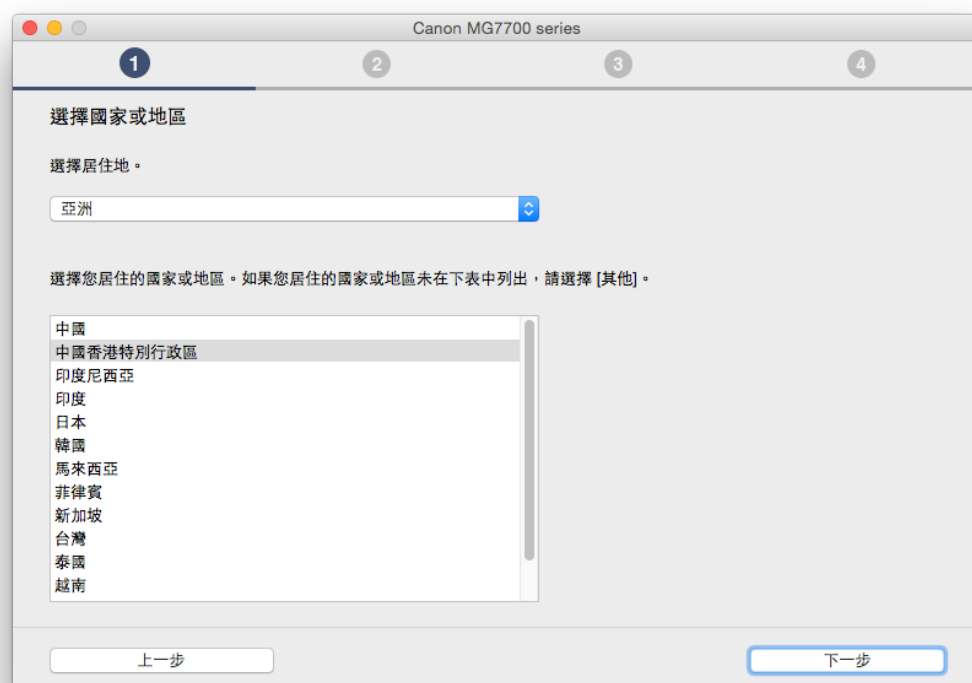 Canon MG7700 series
1
2
3
4
選擇國家或地區
選擇居住地。
亞洲
選擇您居住的國家或地區。如果您居住的國家或地區未在下表中列出，請選擇 [其他]。
中國
中國香港特別行政區
印度尼西亞
印度
日本
韓國
馬來西亞
菲律賓
新加坡
台灣
泰國
越南
上一步
下一步